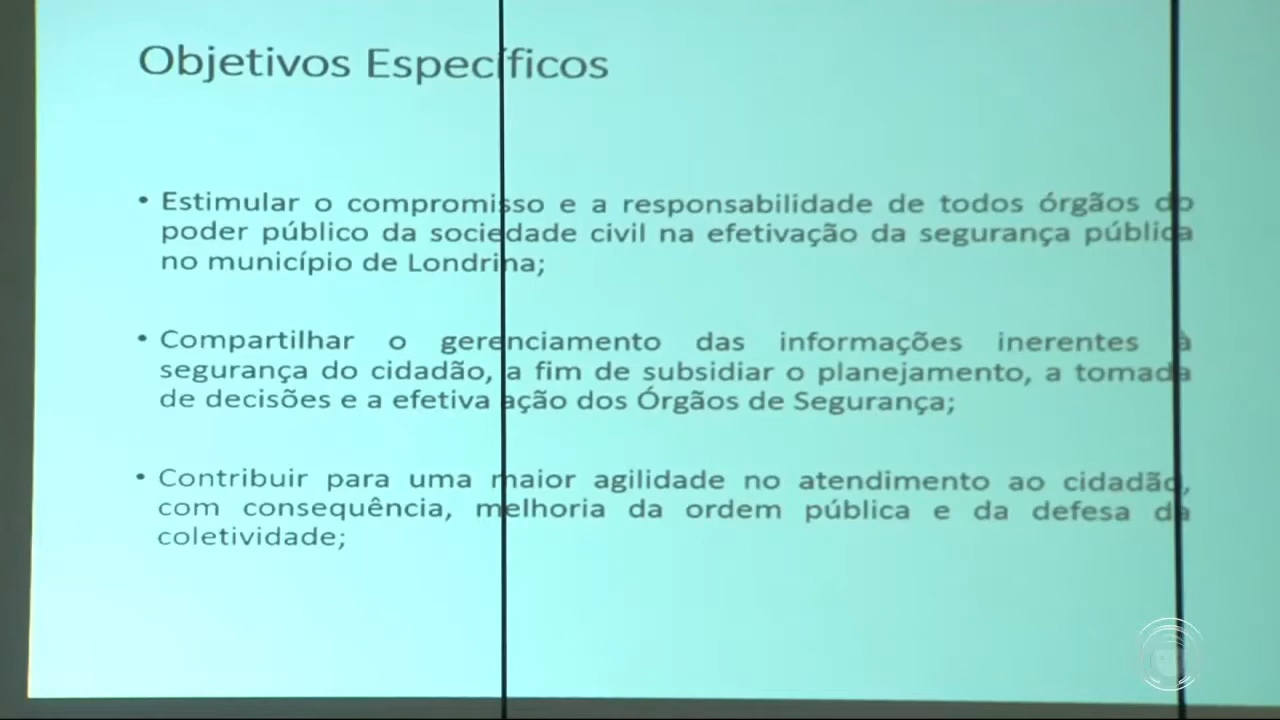 Objetivos Específicos
• Estimular o compromisso e a responsabilidade de todos órgãos do
poder público da sociedade civil na efetivação da segurança pública
no município de Londrina;
• Compartilhar o gerenciamento das informações inerentes à
segurança do cidadão, a fim de subsidiar o planejamento, a tomada
de decisões e a efetiva ação dos Órgãos de Segurança;
• Contribuir para uma maior agilidade no atendimento ao cidadão,
com consequência, melhoria da ordem pública e da defesa da
coletividade;